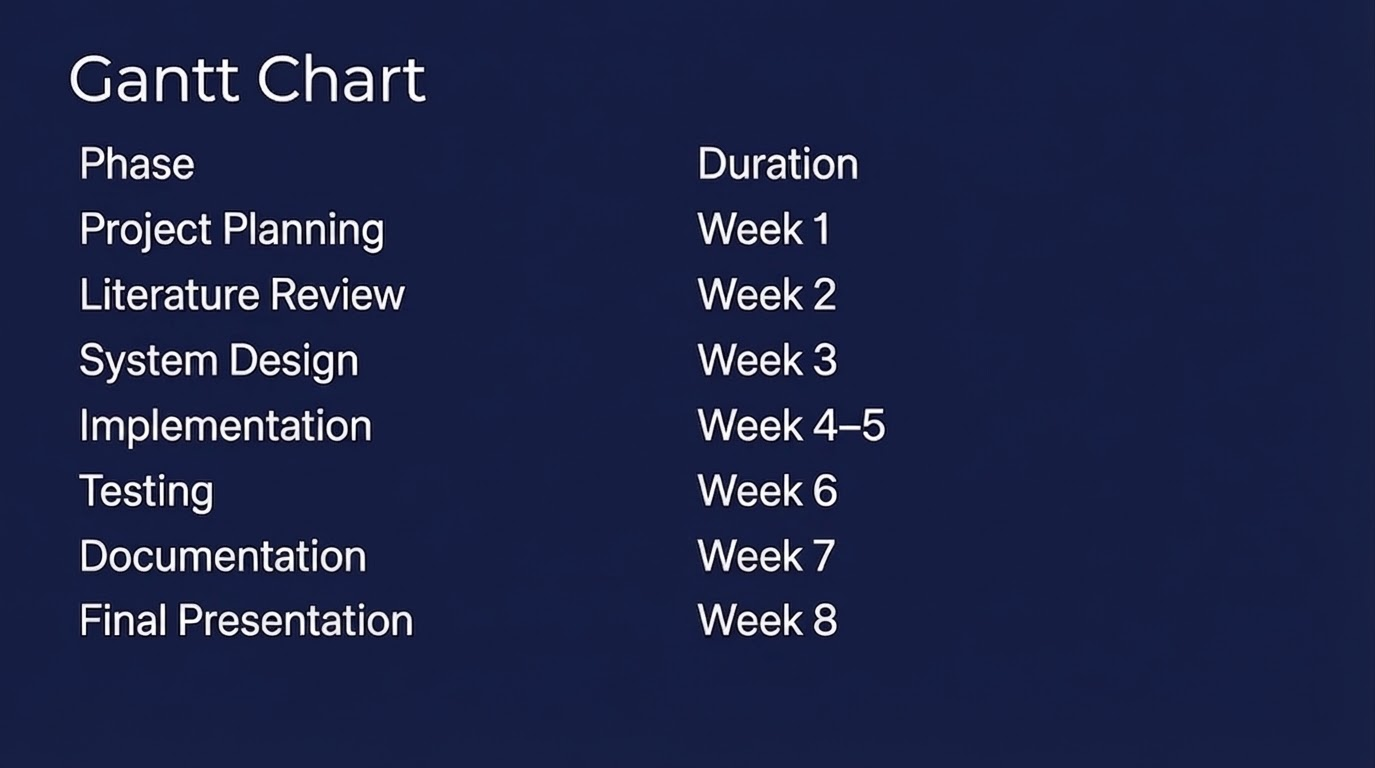 Gantt Chart
Phase Duration
Project Planning Week 1
Literature Review Week 2
System Design Week 3
Implementation Week 4–5
Testing Week 6
Documentation Week 7
Final Presentation Week 8